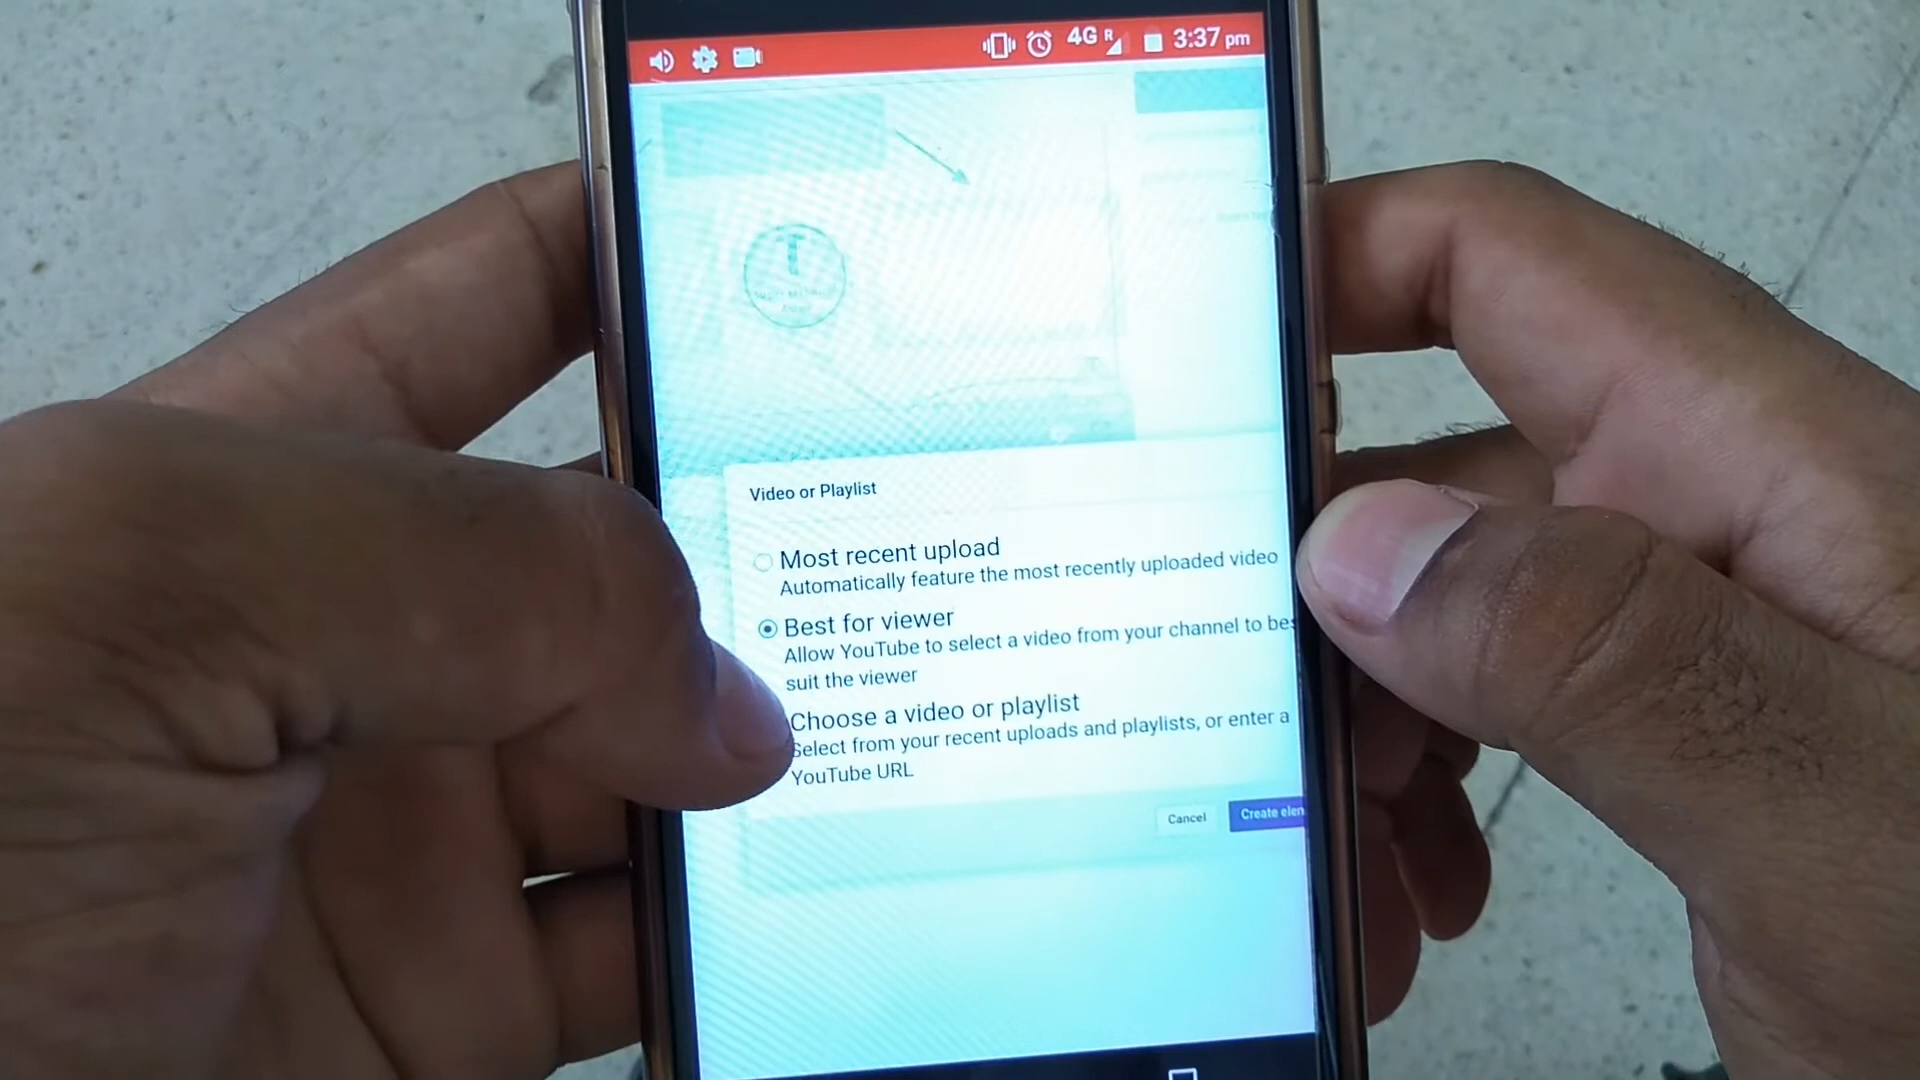 4G R 3:37 pm
T
Video or Playlist
Most recent upload
Automatically feature the most recently uploaded video
Best for viewer
Allow YouTube to select a video from your channel to bes
suit the viewer
Choose a video or playlist
Select from your recent uploads and playlists, or enter a
YouTube URL
Cancel Create elem